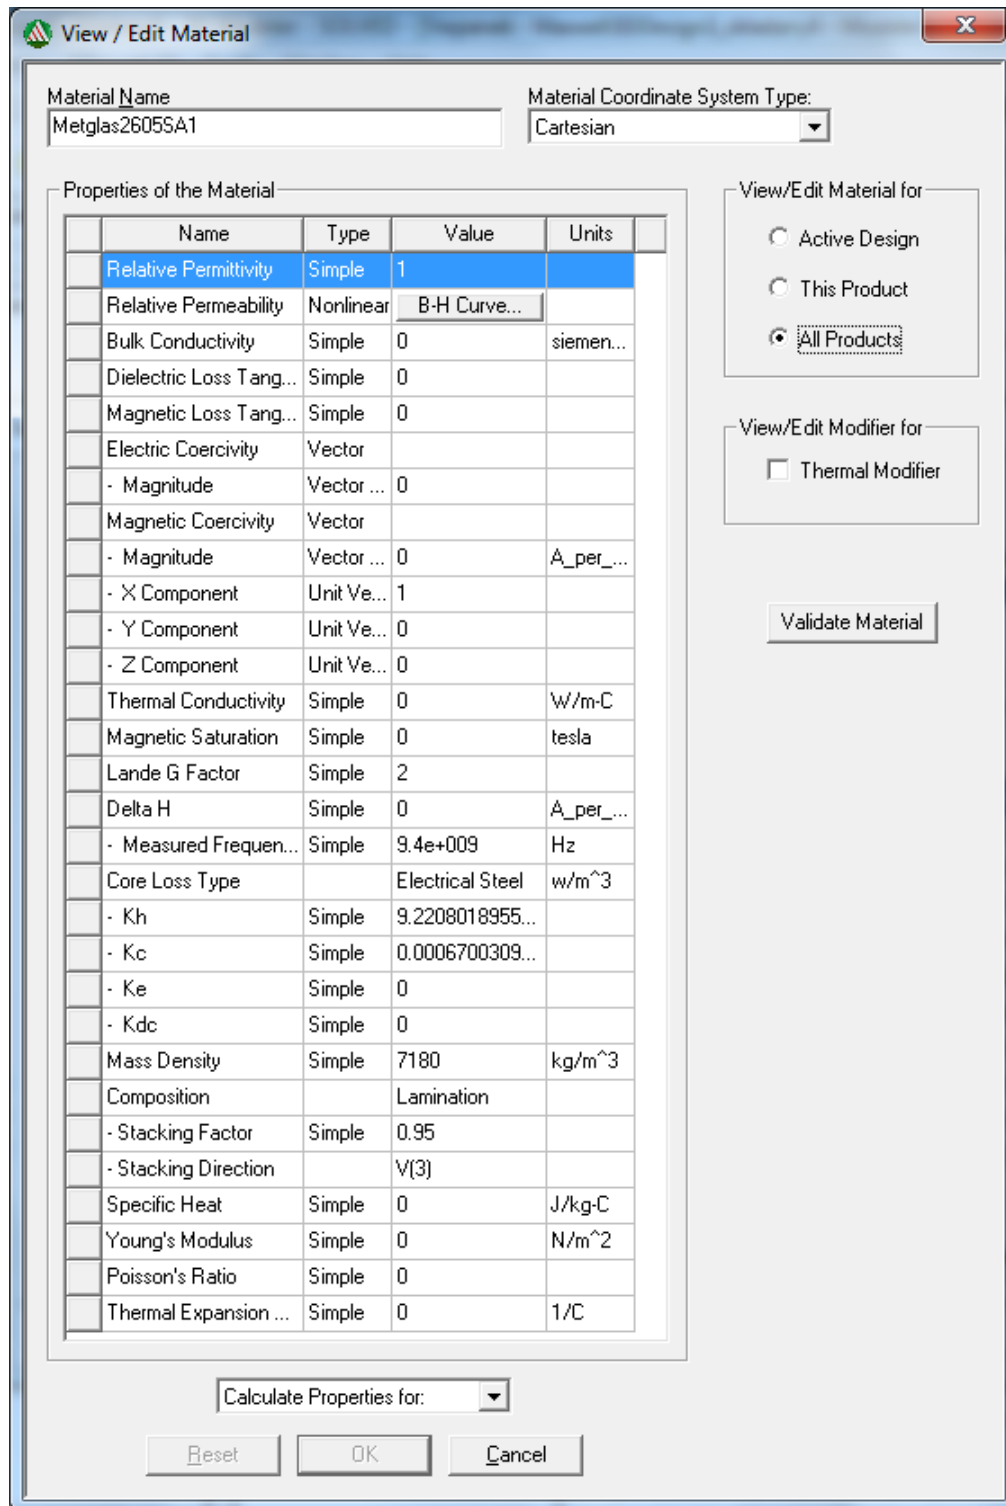 View / Edit Material
Material Name
Material Coordinate System Type:
Metglas2605SA1
Cartesian
Properties of the Material
View/Edit Material for
Name Type Value Units
Active Design
Relative Permittivity Simple 1
This Product
Relative Permeability Nonlinear B-H Curve...
All Products
Bulk Conductivity Simple 0 siemen...
Dielectric Loss Tang... Simple 0
Magnetic Loss Tang... Simple 0
View/Edit Modifier for
Electric Coercivity Vector
Thermal Modifier
- Magnitude Vector ... 0
Magnetic Coercivity Vector
- Magnitude Vector ... 0 A_per_...
- X Component Unit Ve... 1
- Y Component Unit Ve... 0
Validate Material
- Z Component Unit Ve... 0
Thermal Conductivity Simple 0 W/m-C
Magnetic Saturation Simple 0 tesla
Lande G Factor Simple 2
Delta H Simple 0 A_per_...
- Measured Frequen... Simple 9.4e+009 Hz
Core Loss Type Electrical Steel w/m^3
- Kh Simple 9.2208018955...
- Kc Simple 0.0006700309...
- Ke Simple 0
- Kdc Simple 0
Mass Density Simple 7180 kg/m^3
Composition Lamination
- Stacking Factor Simple 0.95
- Stacking Direction V(3)
Specific Heat Simple 0 J/kg-C
Young's Modulus Simple 0 N/m^2
Poisson's Ratio Simple 0
Thermal Expansion ... Simple 0 1/C
Calculate Properties for:
Reset OK Cancel